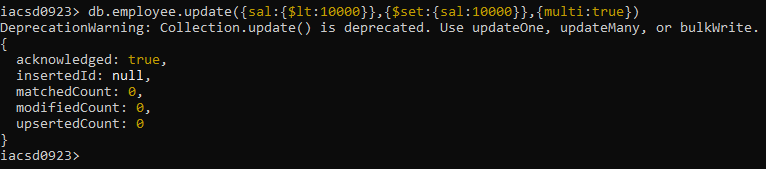 iacsd0923> db.employee.update({sal:{$lt:10000}},{$set:{sal:10000}},{multi:true})
DeprecationWarning: Collection.update() is deprecated. Use updateOne, updateMany, or bulkWrite.
{
  acknowledged: true,
  insertedId: null,
  matchedCount: 0,
  modifiedCount: 0,
  upsertedCount: 0
}
iacsd0923>